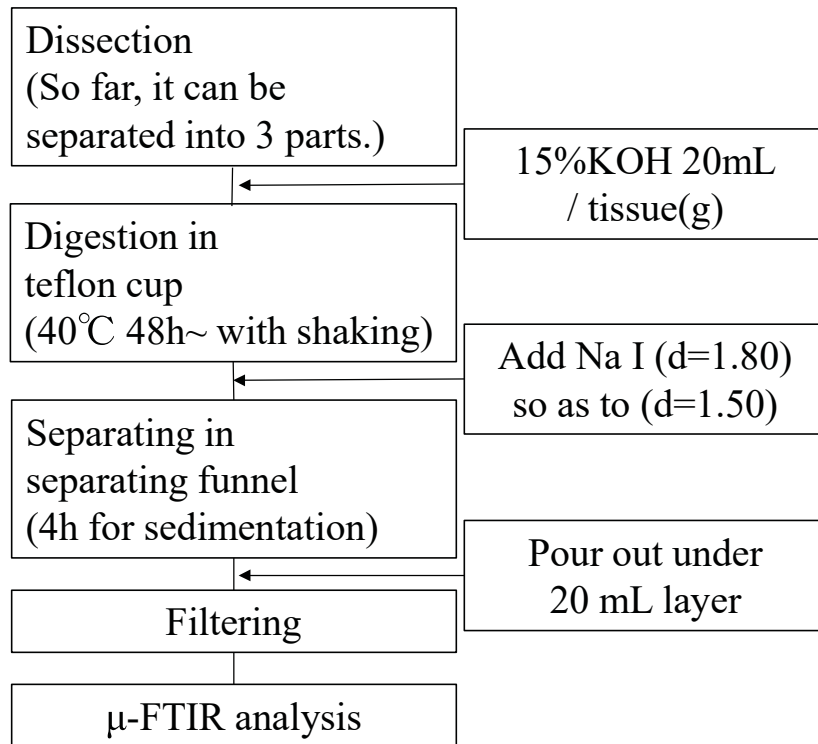 Dissection
(So far, it can be
separated into 3 parts.)
15%KOH 20mL
/ tissue(g)
Digestion in
teflon cup
(40℃ 48h~ with shaking)
Add Na I (d=1.80)
so as to (d=1.50)
Separating in
separating funnel
(4h for sedimentation)
Pour out under
20 mL layer
Filtering
μ-FTIR analysis